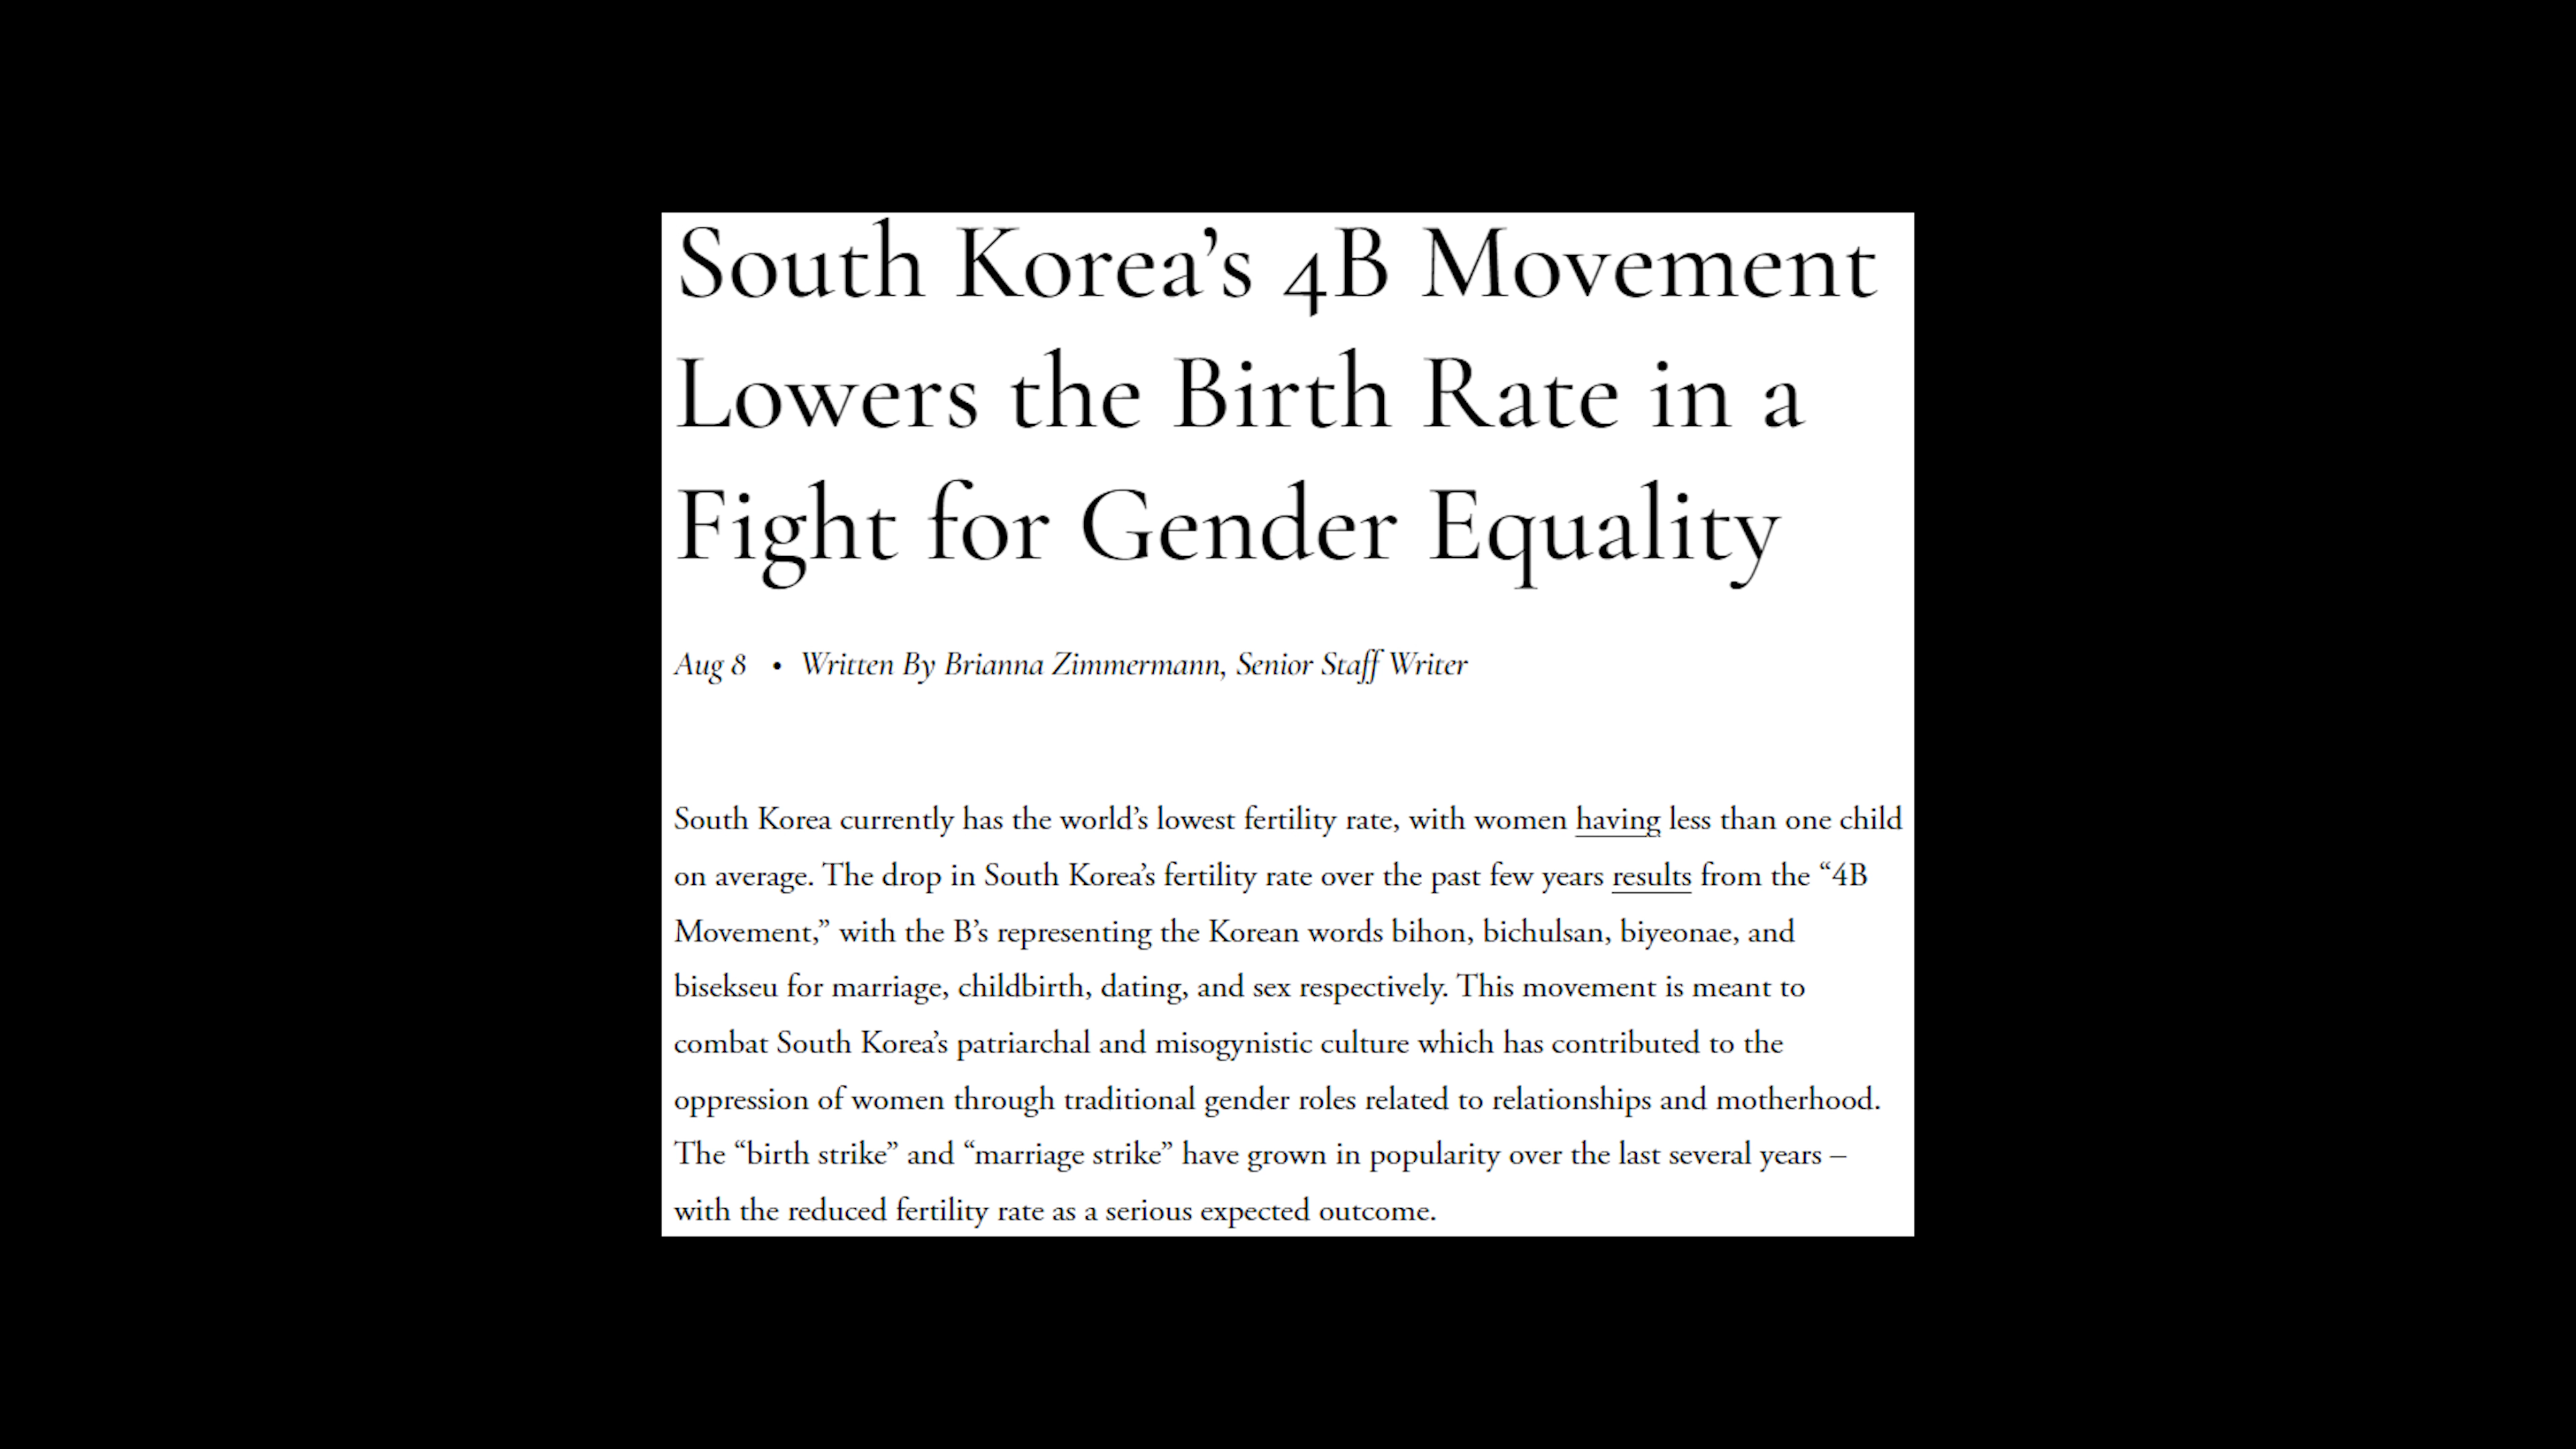 South Korea’s 4B Movement
Lowers the Birth Rate in a
Fight for Gender Equality
Aug 8 • Written By Brianna Zimmermann, Senior Staff Writer
South Korea currently has the world’s lowest fertility rate, with women having less than one child
on average. The drop in South Korea’s fertility rate over the past few years results from the “4B
Movement,” with the B’s representing the Korean words bihon, bichulsan, biyeonae, and
bisekseu for marriage, childbirth, dating, and sex respectively. This movement is meant to
combat South Korea’s patriarchal and misogynistic culture which has contributed to the
oppression of women through traditional gender roles related to relationships and motherhood.
The “birth strike” and “marriage strike” have grown in popularity over the last several years –
with the reduced fertility rate as a serious expected outcome.